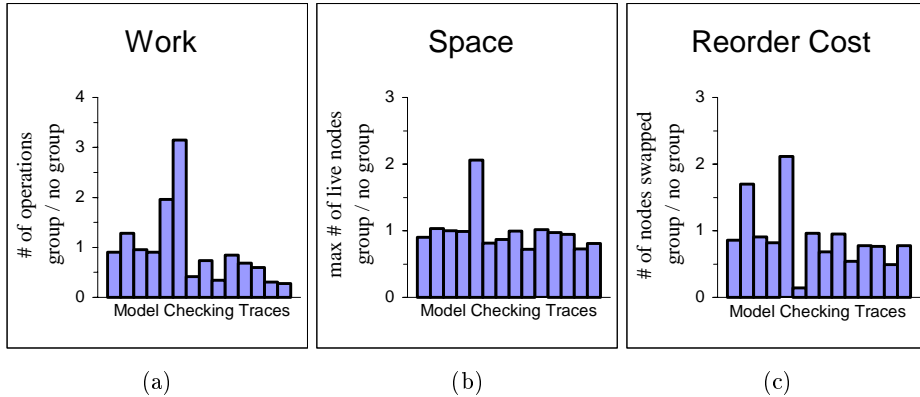 Work
# of operations
group / no group
4
3
2
1
0
Model Checking Traces
(a)
Space
max # of live nodes
group / no group
3
2
1
0
Model Checking Traces
(b)
Reorder Cost
# of nodes swapped
group / no group
3
2
1
0
Model Checking Traces
(c)